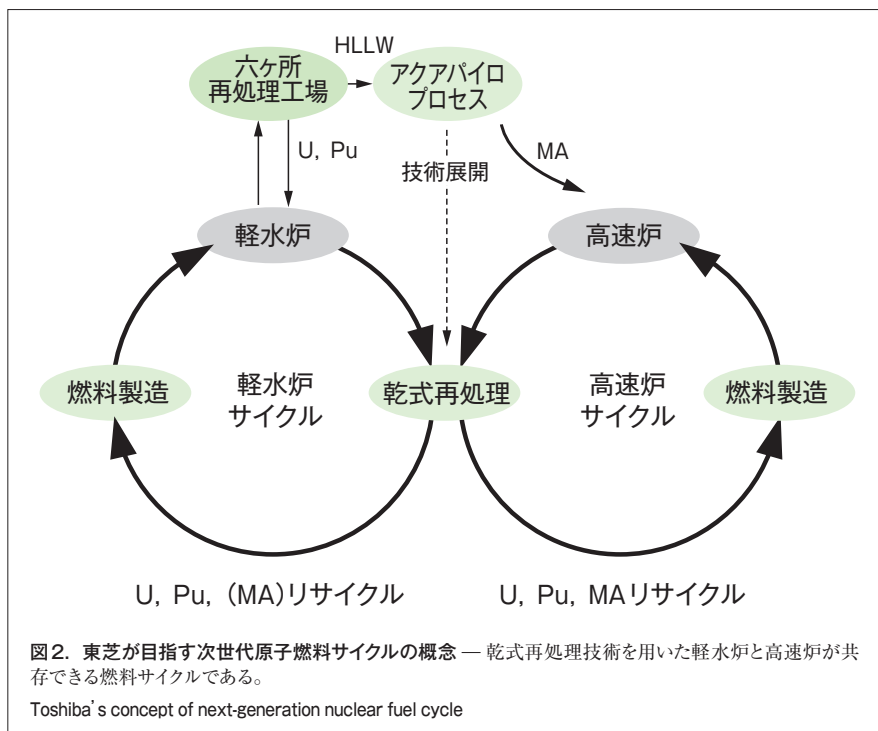 HLLW
六ヶ所
再処理工場
アクアパイロ
プロセス
U, Pu
技術展開
MA
軽水炉
高速炉
燃料製造
軽水炉
サイクル
乾式再処理
高速炉
サイクル
燃料製造
U, Pu, (MA)リサイクル
U, Pu, MAリサイクル
図2. 東芝が目指す次世代原子燃料サイクルの概念 — 乾式再処理技術を用いた軽水炉と高速炉が共
存できる燃料サイクルである。
Toshiba's concept of next-generation nuclear fuel cycle